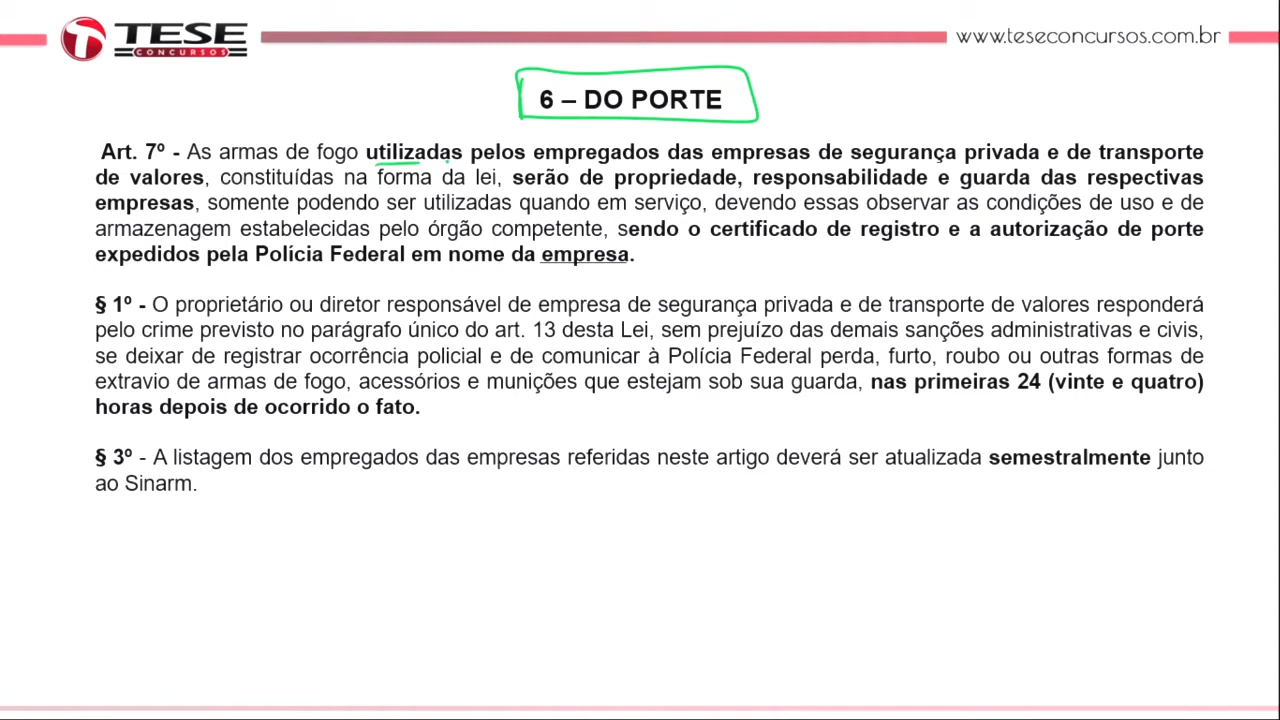 TESE
CONCURSOS
www.teseconcursos.com.br
6 – DO PORTE
Art. 7º - As armas de fogo utilizadas pelos empregados das empresas de segurança privada e de transporte
de valores, constituídas na forma da lei, serão de propriedade, responsabilidade e guarda das respectivas
empresas, somente podendo ser utilizadas quando em serviço, devendo essas observar as condições de uso e de
armazenagem estabelecidas pelo órgão competente, sendo o certificado de registro e a autorização de porte
expedidos pela Polícia Federal em nome da empresa.
§ 1º - O proprietário ou diretor responsável de empresa de segurança privada e de transporte de valores responderá
pelo crime previsto no parágrafo único do art. 13 desta Lei, sem prejuízo das demais sanções administrativas e civis,
se deixar de registrar ocorrência policial e de comunicar à Polícia Federal perda, furto, roubo ou outras formas de
extravio de armas de fogo, acessórios e munições que estejam sob sua guarda, nas primeiras 24 (vinte e quatro)
horas depois de ocorrido o fato.
§ 3º - A listagem dos empregados das empresas referidas neste artigo deverá ser atualizada semestralmente junto
ao Sinarm.